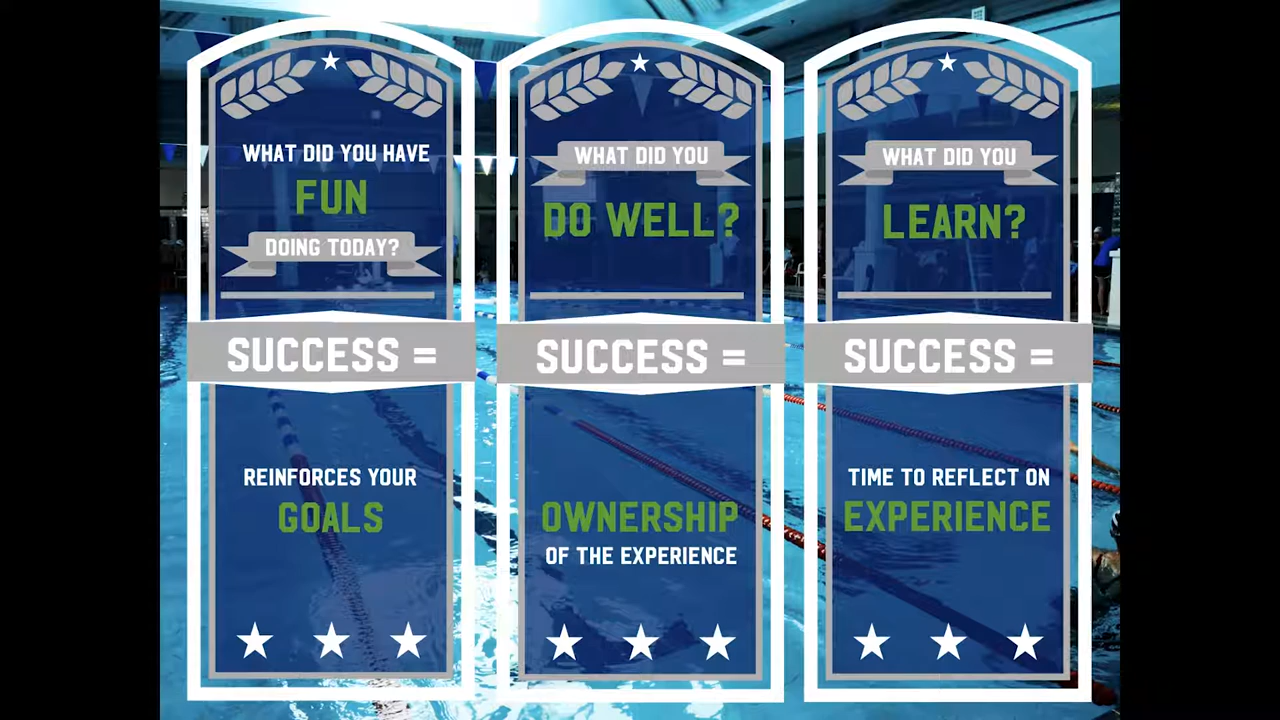 WHAT DID YOU HAVE
FUN
DOING TODAY?
SUCCESS =
REINFORCES YOUR
GOALS
WHAT DID YOU
DO WELL?
SUCCESS =
OWNERSHIP
OF THE EXPERIENCE
WHAT DID YOU
LEARN?
SUCCESS =
TIME TO REFLECT ON
EXPERIENCE